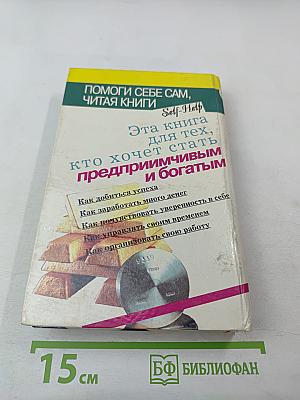 ПОМОГИ СЕБЕ САМ,
ЧИТАЯ КНИГИ
Self-Help
Эта книга
для тех,
кто хочет стать
предприимчивым
и богатым
Как добиться успеха
Как заработать много денег
Как почувствовать уверенность в себе
Как управлять своим временем
Как организовать свою работу
15 см
БФ БИБЛИОФАН